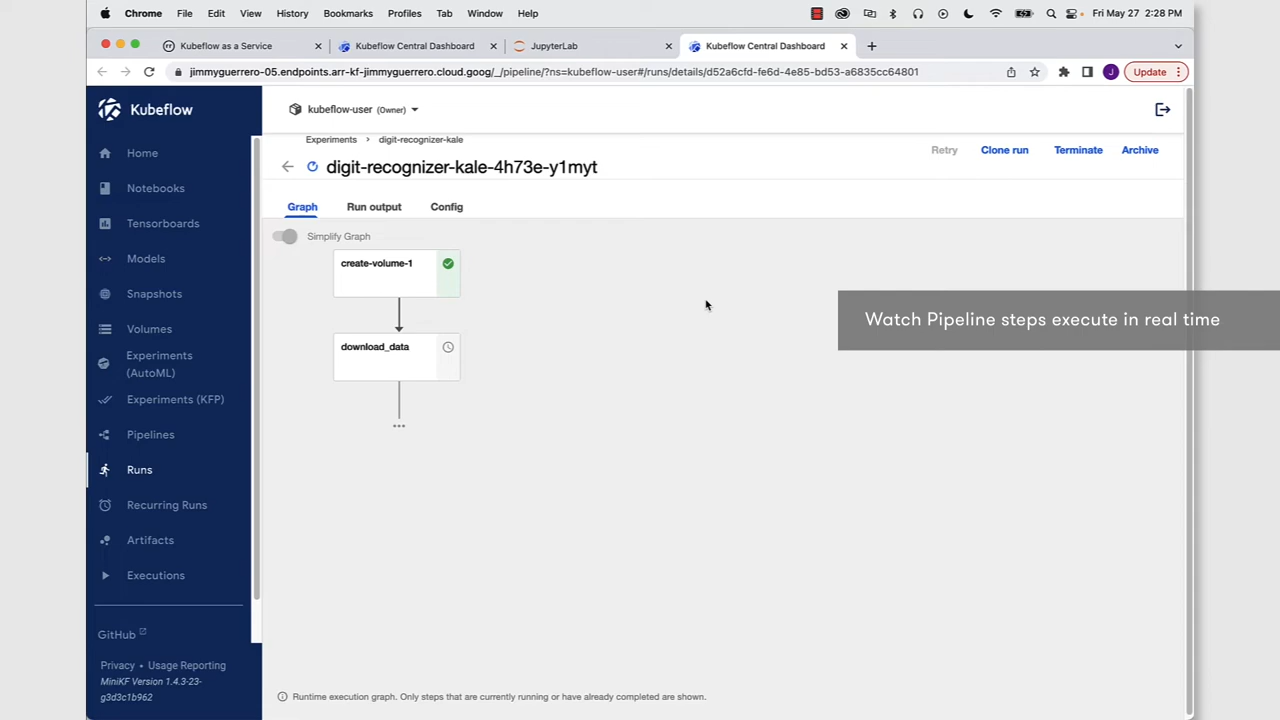 Chrome File Edit View History Bookmarks Profiles Tab Window Help Fri May 27 2:28 PM
Kubeflow as a Service
Kubeflow Central Dashboard
JupyterLab
Kubeflow Central Dashboard
jimmyguerrero-05.endpoints.arr-kf-jimmyguerrero.cloud.goog/_/pipeline/?ns=kubeflow-user#/runs/details/d52a6cfd-fe6d-4e85-bd53-a6835cc64801
J
Update
Kubeflow
Home
Notebooks
Tensorboards
Models
Snapshots
Volumes
Experiments
(AutoML)
Experiments (KFP)
Pipelines
Runs
Recurring Runs
Artifacts
Executions
GitHub
Privacy • Usage Reporting
MiniKF Version 1.4.3-23-
g3d3c1b962
kubeflow-user (Owner)
Experiments > digit-recognizer-kale
digit-recognizer-kale-4h73e-y1myt
Retry Clone run Terminate Archive
Graph Run output Config
Simplify Graph
create-volume-1
download_data
...
Watch Pipeline steps execute in real time
Runtime execution graph. Only steps that are currently running or have already completed are shown.